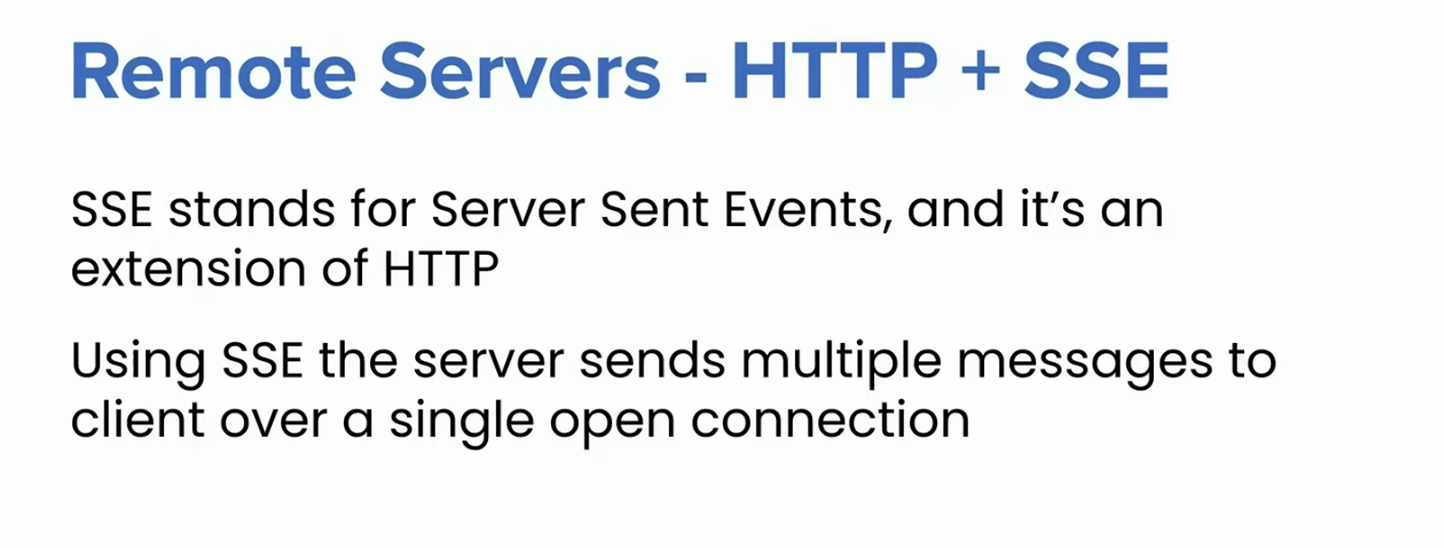 Remote Servers - HTTP + SSE
SSE stands for Server Sent Events, and it’s an
extension of HTTP
Using SSE the server sends multiple messages to
client over a single open connection